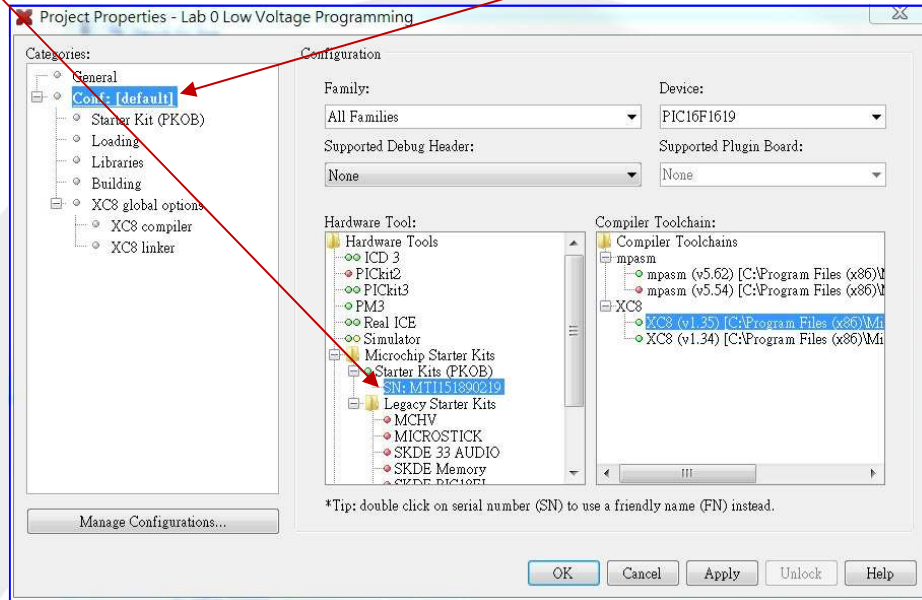 Project Properties - Lab 0 Low Voltage Programming
Categories:
General
Conf: [default]
Starter Kit (PKOB)
Loading
Libraries
Building
XC8 global options
XC8 compiler
XC8 linker
Manage Configurations...
Configuration
Family:
Device:
All Families
PIC16F1619
Supported Debug Header:
Supported Plugin Board:
None
None
Hardware Tool:
Hardware Tools
ICD 3
PICkit2
PICkit3
PM3
Real ICE
Simulator
Microchip Starter Kits
Starter Kits (PKOB)
SN: MTI151890219
Legacy Starter Kits
MCHV
MICROSTICK
SKDE 33 AUDIO
SKDE Memory
Compiler Toolchain:
Compiler Toolchains
mpasm
mpasm (v5.62) [C:\Program Files (x86)\
mpasm (v5.54) [C:\Program Files (x86)\
XC8
XC8 (v1.35) [C:\Program Files (x86)\Mi
XC8 (v1.34) [C:\Program Files (x86)\Mi
*Tip: double click on serial number (SN) to use a friendly name (FN) instead.
OK Cancel Apply Unlock Help